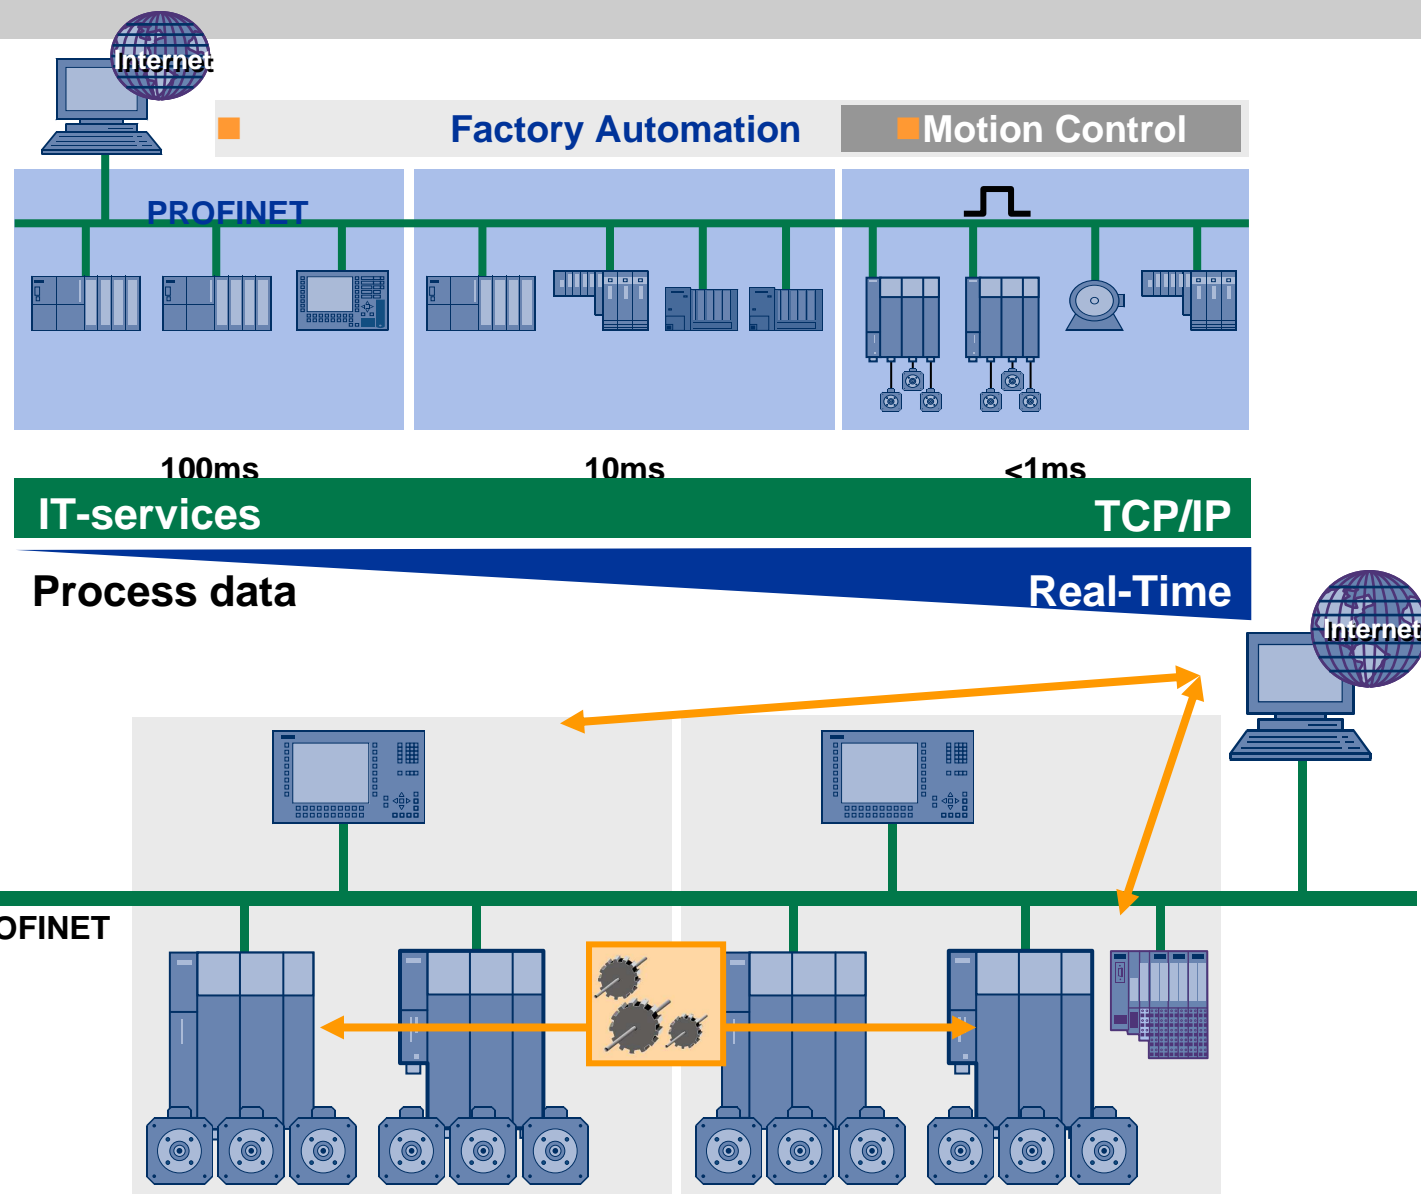 Internet
Factory Automation
Motion Control
PROFINET
100ms
10ms
<1ms
IT-services
TCP/IP
Process data
Real-Time
Internet
OFINET